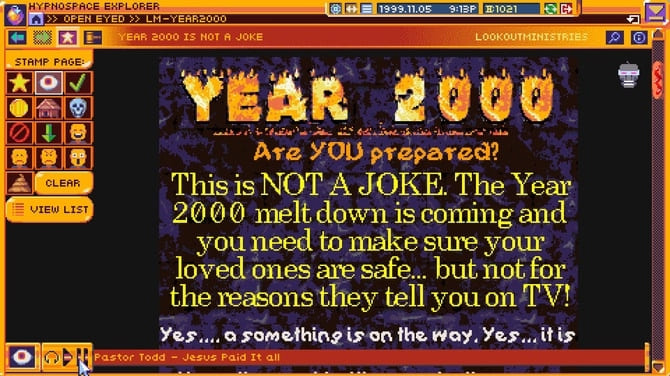 HYPNOSPACE EXPLORER
1999.11.05 9:13P 1021
>> OPEN EYED >> LM-YEAR2000
YEAR 2000 IS NOT A JOKE
LOOKOUTMINISTRIES
STAMP PAGE:
CLEAR
VIEW LIST
YEAR 2000
Are YOU prepared?
This is NOT A JOKE. The Year
2000 melt down is coming and
you need to make sure your
loved ones are safe... but not for
the reasons they tell you on TV!
Yes.... a something is on the way. Yes... it is
Pastor Todd - Jesus Paid It all